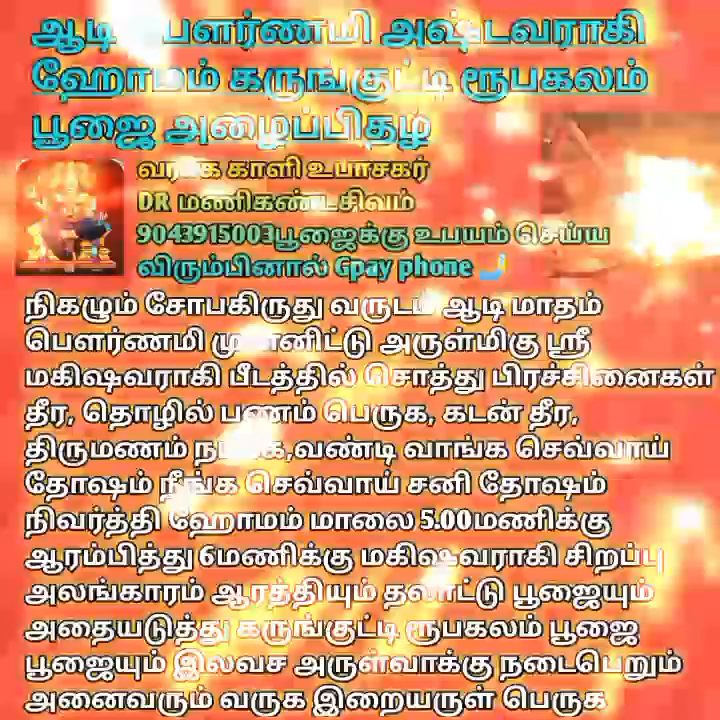 ஆடி பௌர்ணமி அஷ்டவராகி
ஹோமம் கருங்குட்டி ரூபகலம்
பூஜை அழைப்பிதழ்
வராக காளி உபாசகர்
DR மணிகண்டசிவம்
9043915003பூஜைக்கு உபயம் செய்ய
விரும்பினால் Gpay phone 🤳
நிகழும் சோபகிருது வருடம் ஆடி மாதம்
பௌர்ணமி முன்னிட்டு அருள்மிகு ஸ்ரீ
மகிஷவராகி பீடத்தில் சொத்து பிரச்சினைகள்
தீர, தொழில் பணம் பெருக, கடன் தீர,
திருமணம் நடக்க,வண்டி வாங்க செவ்வாய்
தோஷம் நீங்க செவ்வாய் சனி தோஷம்
நிவர்த்தி ஹோமம் மாலை 5.00மணிக்கு
ஆரம்பித்து 6மணிக்கு மகிஷவராகி சிறப்பு
அலங்காரம் ஆரத்தியும் தாலாட்டு பூஜையும்
அதையடுத்து கருங்குட்டி ரூபகலம் பூஜை
பூஜையும் இலவச அருள்வாக்கு நடைபெறும்
அனைவரும் வருக இறையருள் பெருக